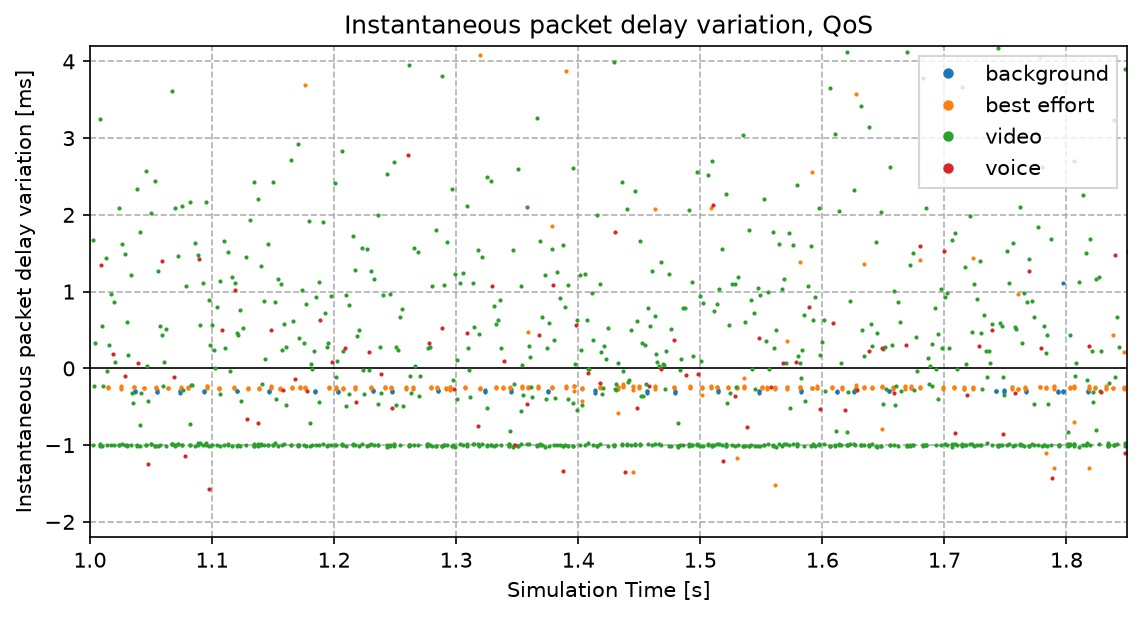 Instantaneous packet delay variation, QoS
Instantaneous packet delay variation [ms]
4
3
2
1
0
−1
−2
background
best effort
video
voice
1.0 1.1 1.2 1.3 1.4 1.5 1.6 1.7 1.8
Simulation Time [s]